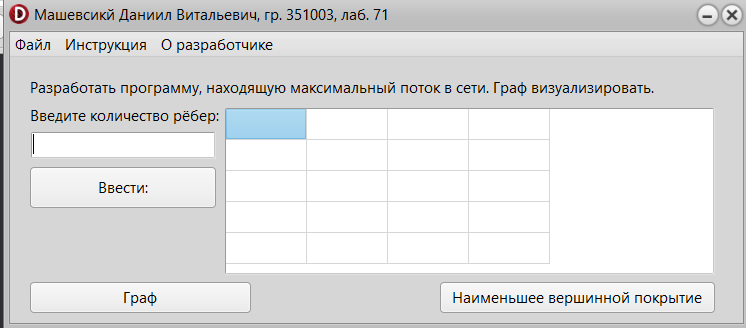 Машевсикй Даниил Витальевич, гр. 351003, лаб. 71
Файл Инструкция О разработчике
Разработать программу, находящую максимальный поток в сети. Граф визуализировать.
Введите количество рёбер:
Ввести:
Граф
Наименьшее вершинной покрытие